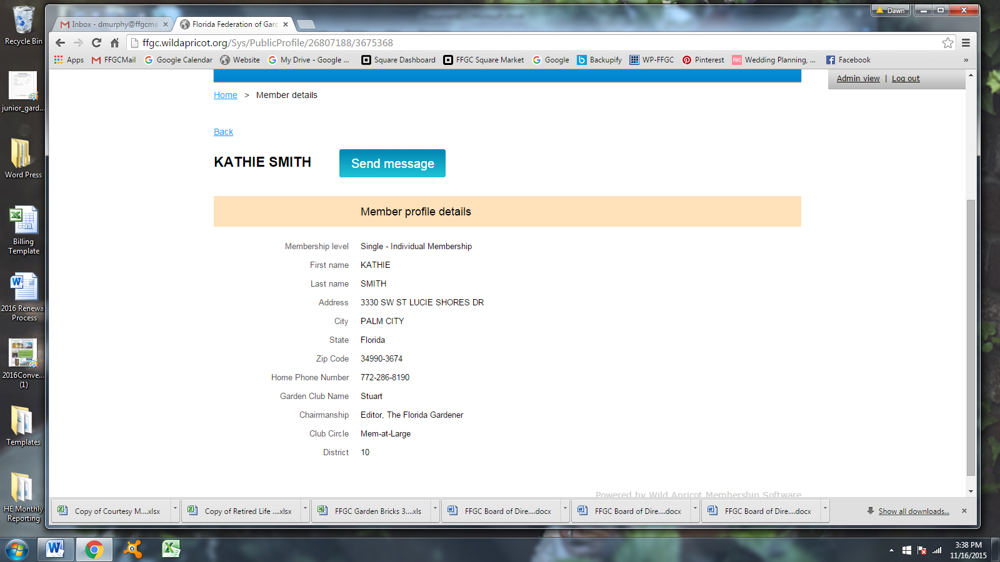 Recycle Bin
junior_gard...
Word Press
Billing
Template
2016 Renewa
Process
2016Conve...
(1)
Templates
HE Monthly
Reporting
Dawn
Inbox - dmurphy@ffgcma
Florida Federation of Gard
ffgc.wildapricot.org/Sys/PublicProfile/26807188/3675368
Apps FFGCMail Google Calendar Website My Drive - Google ... Square Dashboard FFGC Square Market Google Backupify WP-FFGC Pinterest Wedding Planning, ... Facebook »
Admin view | Log out
Home > Member details
Back
KATHIE SMITH
Send message
Member profile details
Membership level Single - Individual Membership
First name KATHIE
Last name SMITH
Address 3330 SW ST LUCIE SHORES DR
City PALM CITY
State Florida
Zip Code 34990-3674
Home Phone Number 772-286-8190
Garden Club Name Stuart
Chairmanship Editor, The Florida Gardener
Club Circle Mem-at-Large
District 10
Powered by Wild Apricot Membership Software
Copy of Courtesy M....xlsx Copy of Retired Life ....xlsx FFGC Garden Bricks 3....xls FFGC Board of Dire....docx FFGC Board of Dire....docx FFGC Board of Dire....docx Show all downloads...
3:38 PM
11/16/2015